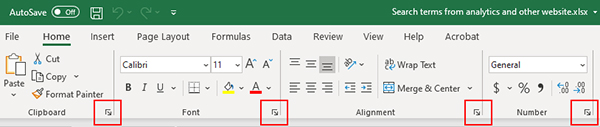 AutoSave Off Search terms from analytics and other website.xlsx
File Home Insert Page Layout Formulas Data Review View Help Acrobat
Paste Cut Calibri 11 A A Wrap Text General
Copy B I U A Merge & Center $ % , .00 .0
Format Painter
Clipboard Font Alignment Number